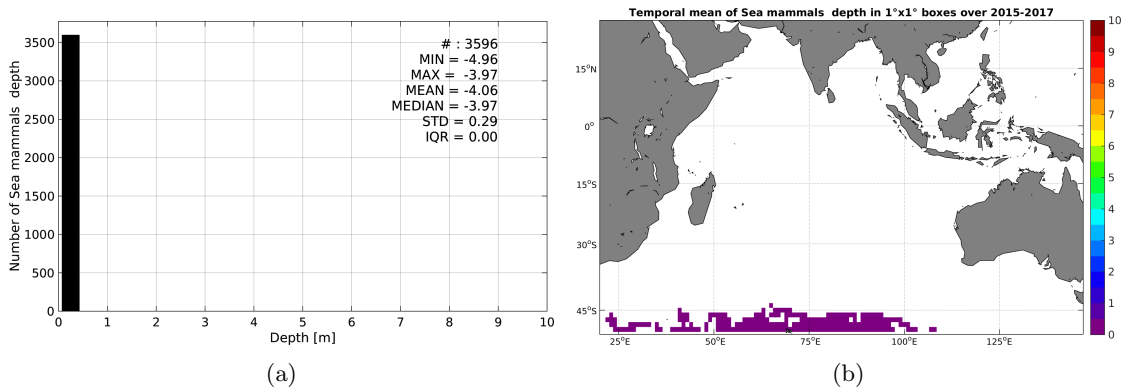 Number of Sea mammals depth
3500
3000
2500
2000
1500
1000
500
0
# : 3596
MIN = -4.96
MAX = -3.97
MEAN = -4.06
MEDIAN = -3.97
STD = 0.29
IQR = 0.00
0 1 2 3 4 5 6 7 8 9 10
Depth [m]
(a)
Temporal mean of Sea mammals depth in 1°x1° boxes over 2015-2017
15°N
0°
15°S
30°S
45°S
25°E 50°E 75°E 100°E 125°E
10
9
8
7
6
5
4
3
2
1
0
(b)